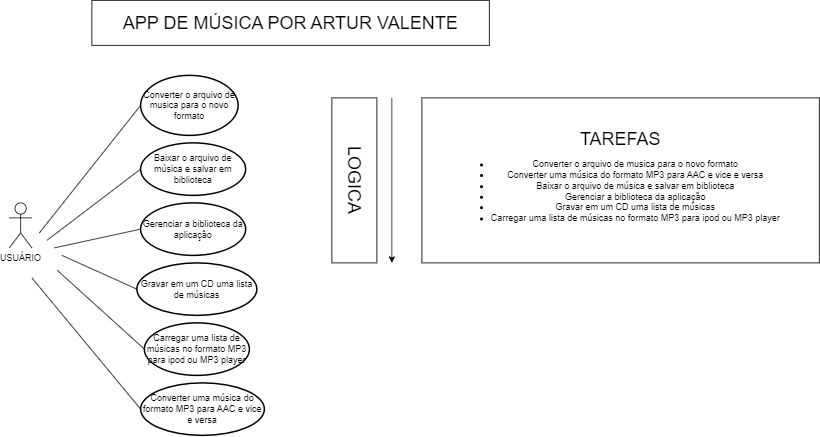 APP DE MÚSICA POR ARTUR VALENTE
Converter o arquivo de
musica para o novo
formato
Baixar o arquivo de
música e salvar em
biblioteca
Gerenciar a biblioteca da
aplicação
Gravar em um CD uma lista
de músicas
Carregar uma lista de
músicas no formato MP3
para ipod ou MP3 player
Converter uma música do
formato MP3 para AAC e vice
e versa
USUÁRIO
LOGICA
TAREFAS
Converter o arquivo de musica para o novo formato
Converter uma música do formato MP3 para AAC e vice e versa
Baixar o arquivo de música e salvar em biblioteca
Gerenciar a biblioteca da aplicação
Gravar em um CD uma lista de músicas
Carregar uma lista de músicas no formato MP3 para ipod ou MP3 player